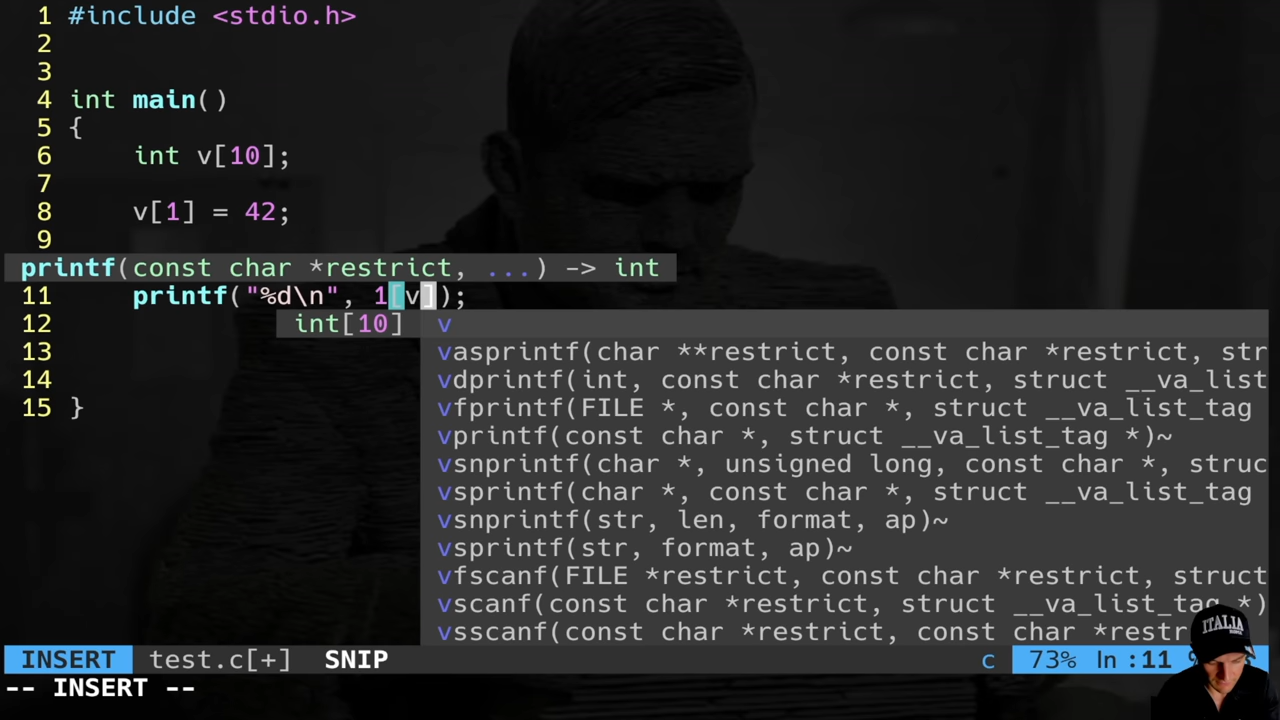 1 #include <stdio.h>
2
3
4 int main()
5 {
6 int v[10];
7
8 v[1] = 42;
9
printf(const char *restrict, ...) -> int
11 printf("%d\n", 1[v]);
12 int[10] v
13 vasprintf(char **restrict, const char *restrict, str
14 vdprintf(int, const char *restrict, struct __va_list
15 } vfprintf(FILE *, const char *, struct __va_list_tag
vprintf(const char *, struct __va_list_tag *)~
vsnprintf(char *, unsigned long, const char *, struc
vsprintf(char *, const char *, struct __va_list_tag
vsnprintf(str, len, format, ap)~
vsprintf(str, format, ap)~
vfscanf(FILE *restrict, const char *restrict, struct
vscanf(const char *restrict, struct __va_list_tag *)
vsscanf(const char *restrict, const char *restr
ITALIA
INSERT test.c[+] SNIP c 73% ln :11
-- INSERT --